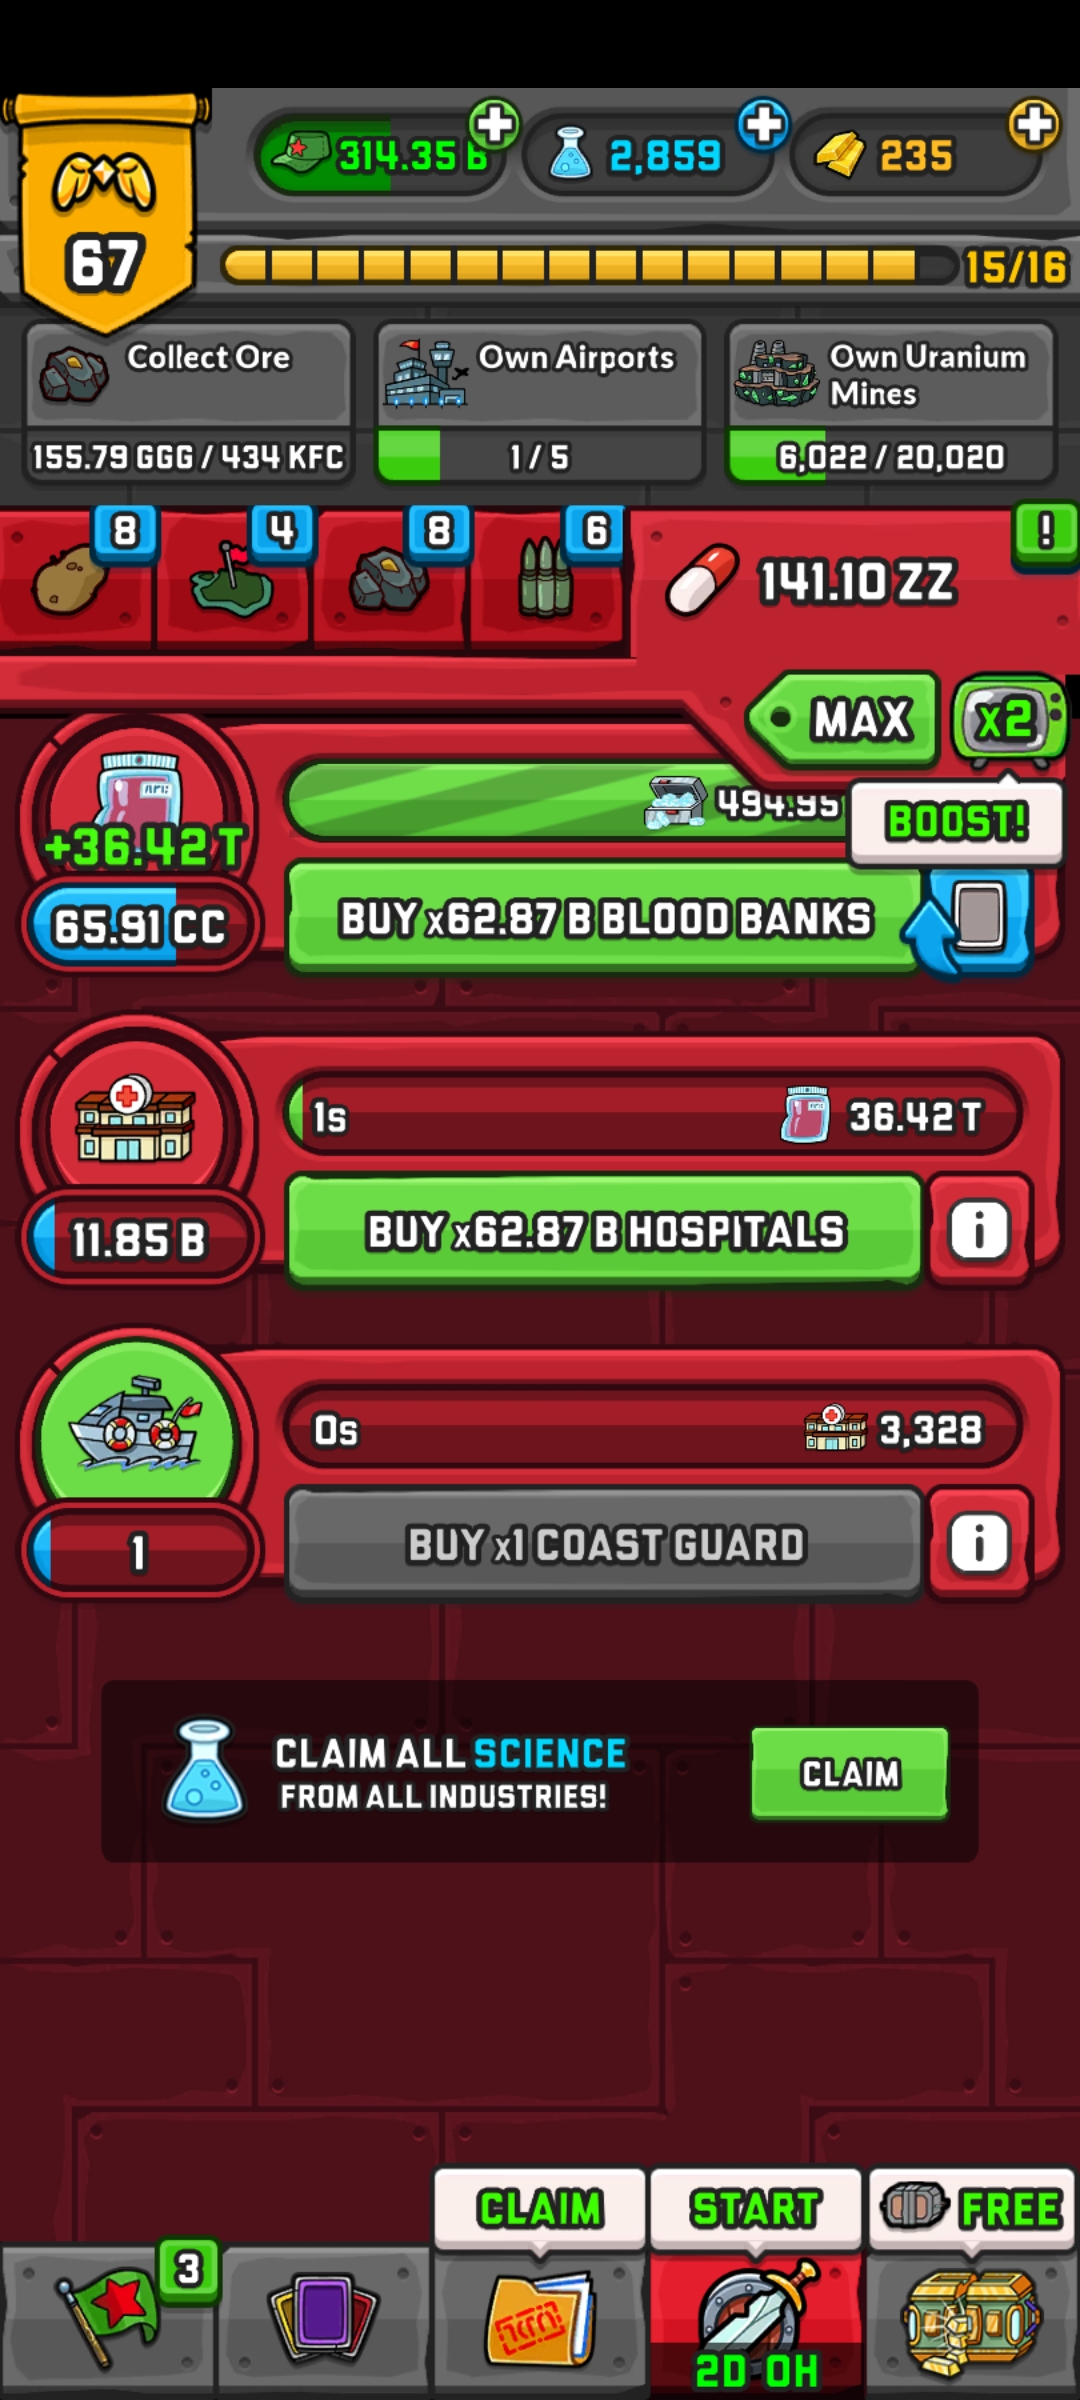 314.35 B
2,859
235
67
15/16
Collect Ore
Own Airports
Own Uranium
Mines
155.79 GGG / 434 KFC
1 / 5
6,022 / 20,020
8
4
8
6
!
141.10 ZZ
MAX
x2
494.95
BOOST!
+36.42 T
65.91 CC
BUY x62.87 B BLOOD BANKS
1s
36.42 T
11.85 B
BUY x62.87 B HOSPITALS
i
0s
3,328
1
BUY x1 COAST GUARD
i
CLAIM ALL SCIENCE
FROM ALL INDUSTRIES!
CLAIM
CLAIM
START
FREE
3
2D 0H